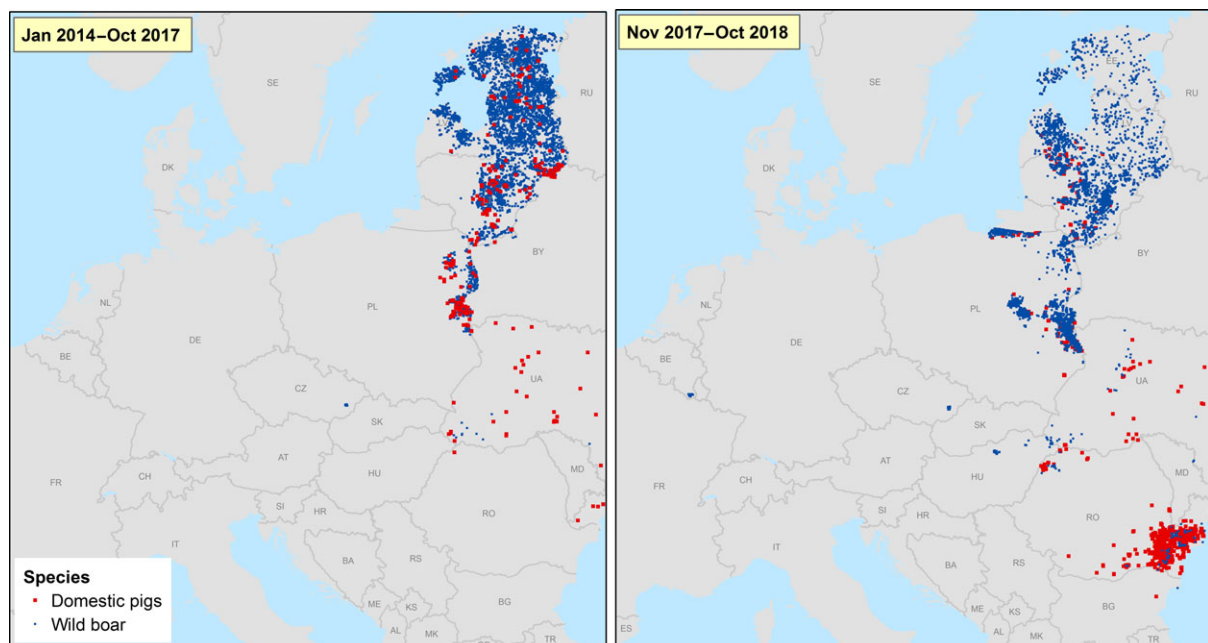 Jan 2014–Oct 2017
SE
RU
DK
BY
NL
PL
DE
BE
UA
CZ
SK
AT
HU
MD
FR
CH
SI
HR
RO
IT
BA
RS
Species
Domestic pigs
Wild boar
ME
KS
BG
AL
MK
TR
Nov 2017–Oct 2018
EE
SE
RU
LV
DK
BY
NL
PL
DE
BE
UA
CZ
SK
AT
HU
MD
FR
CH
SI
HR
RO
IT
BA
RS
ME
KS
BG
ES
AL
MK
TR